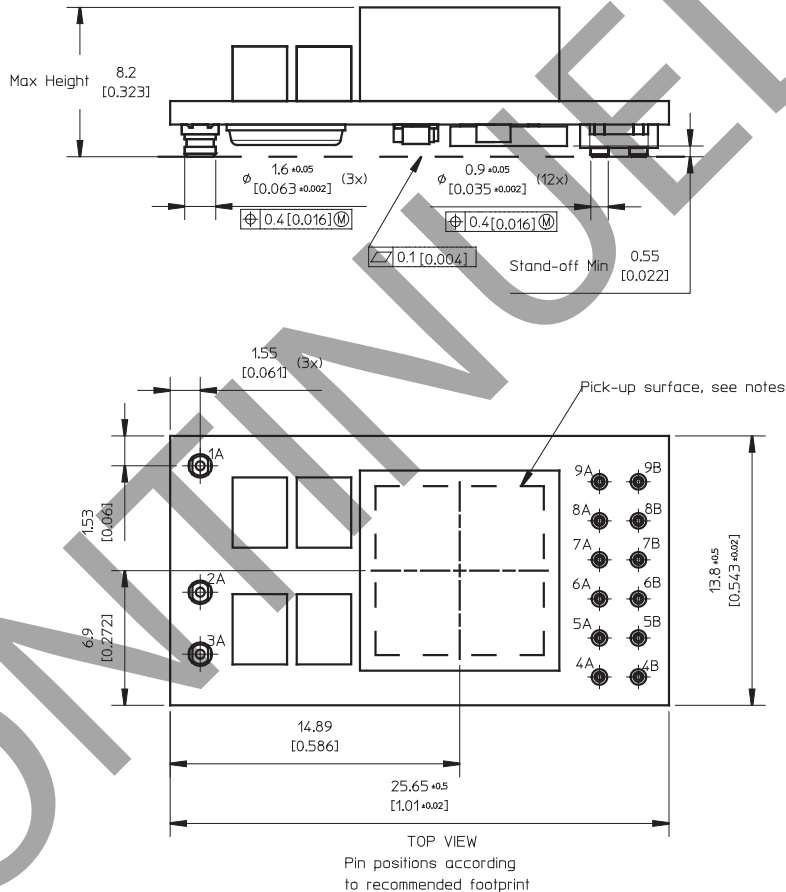 Max Height 8.2
[0.323]
⌀ 1.6 ±0.05 (3x)
[0.063 ±0.002]
⌖ 0.4 [0.016] Ⓜ
⌀ 0.9 ±0.05 (12x)
[0.035 ±0.002]
⌖ 0.4 [0.016] Ⓜ
⏥ 0.1 [0.004]
Stand-off Min 0.55
[0.022]
1.55 (3x)
[0.061]
Pick-up surface, see notes
1A
2A
3A
9A 9B
8A 8B
7A 7B
6A 6B
5A 5B
4A 4B
1.53
[0.06]
6.9
[0.272]
13.8 ±0.5
[0.543 ±0.02]
14.89
[0.586]
25.65 ±0.5
[1.01 ±0.02]
TOP VIEW
Pin positions according
to recommended footprint
ONTINUE